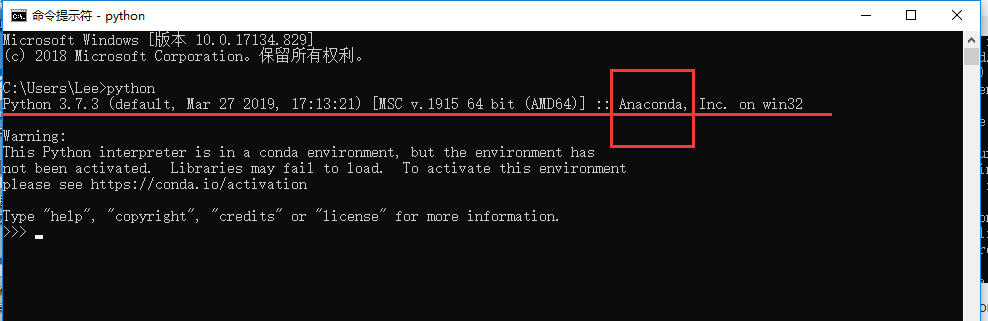 命令提示符 - python
Microsoft Windows [版本 10.0.17134.829]
(c) 2018 Microsoft Corporation。保留所有权利。
C:\Users\Lee>python
Python 3.7.3 (default, Mar 27 2019, 17:13:21) [MSC v.1915 64 bit (AMD64)] :: Anaconda, Inc. on win32
Warning:
This Python interpreter is in a conda environment, but the environment has
not been activated.  Libraries may fail to load.  To activate this environment
please see https://conda.io/activation
Type "help", "copyright", "credits" or "license" for more information.
>>>